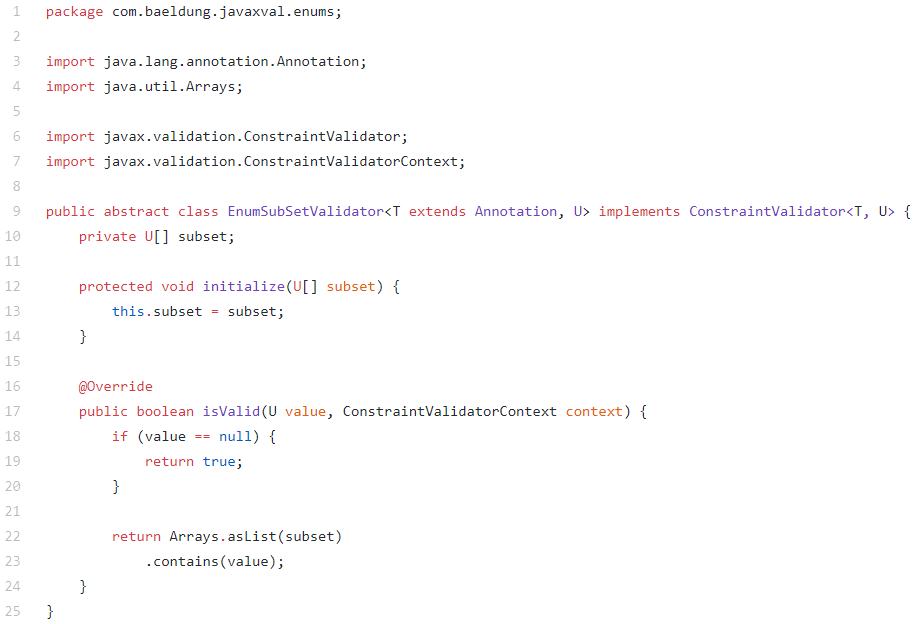 1 package com.baeldung.javaxval.enums;
2
3 import java.lang.annotation.Annotation;
4 import java.util.Arrays;
5
6 import javax.validation.ConstraintValidator;
7 import javax.validation.ConstraintValidatorContext;
8
9 public abstract class EnumSubSetValidator<T extends Annotation, U> implements ConstraintValidator<T, U> {
10     private U[] subset;
11
12     protected void initialize(U[] subset) {
13         this.subset = subset;
14     }
15
16     @Override
17     public boolean isValid(U value, ConstraintValidatorContext context) {
18         if (value == null) {
19             return true;
20         }
21
22         return Arrays.asList(subset)
23             .contains(value);
24     }
25 }